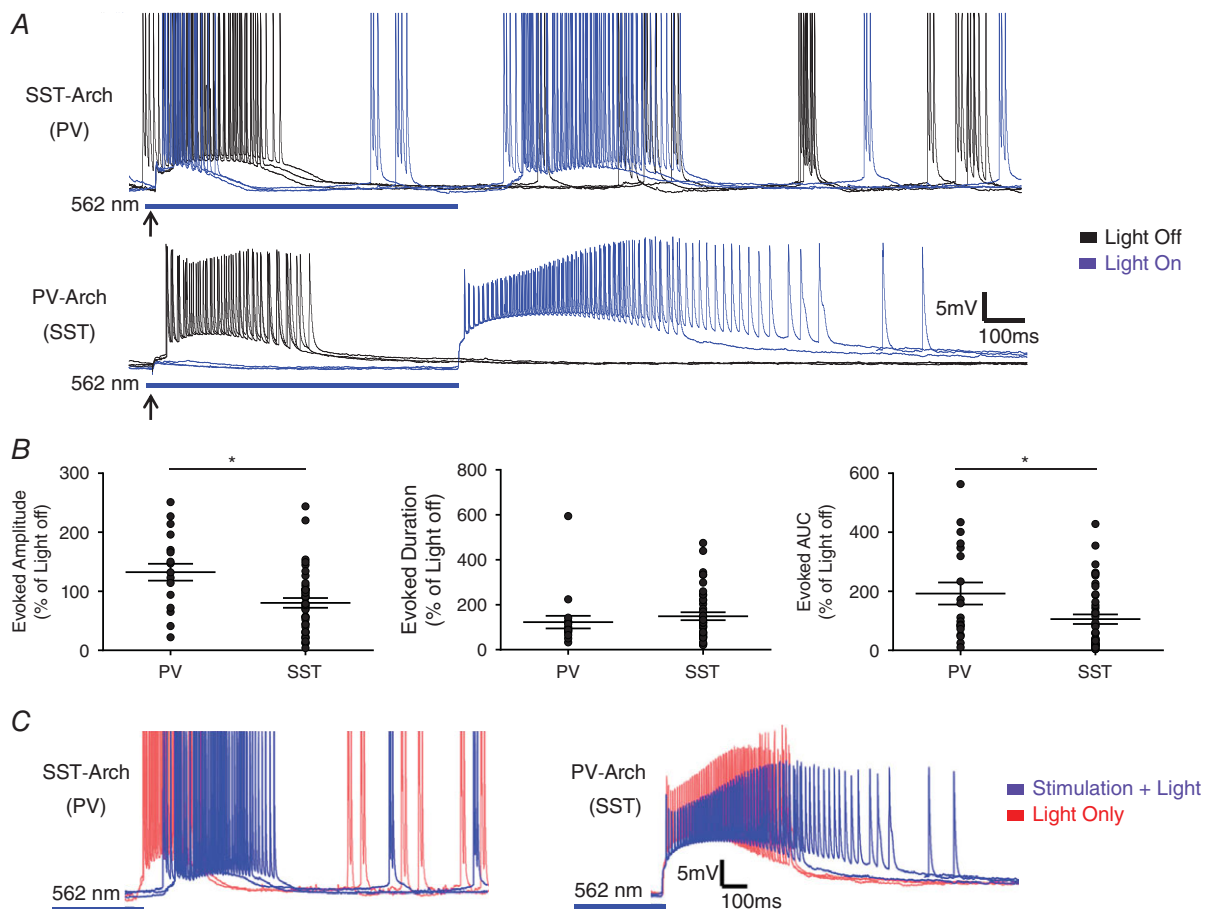 A
SST-Arch
(PV)
562 nm
PV-Arch
(SST)
562 nm
Light Off
Light On
5mV
100ms
B
Evoked Amplitude
(% of Light off)
300
200
100
0
PV SST
*
Evoked Duration
(% of Light off)
800
600
400
200
0
PV SST
Evoked AUC
(% of Light off)
600
400
200
0
PV SST
*
C
SST-Arch
(PV)
562 nm
PV-Arch
(SST)
562 nm
5mV
100ms
Stimulation + Light
Light Only